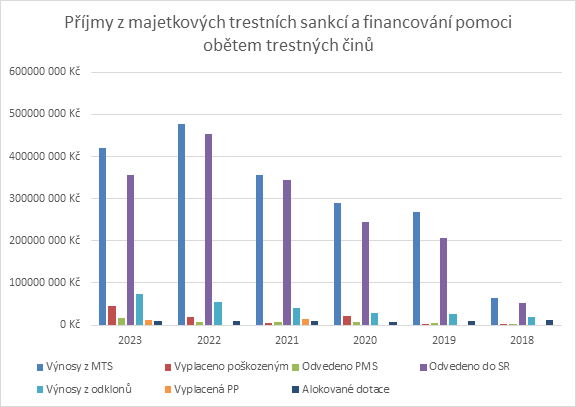 Příjmy z majetkových trestních sankcí a financování pomoci
obětem trestných činů
600000 000 Kč
500000 000 Kč
400000 000 Kč
300000 000 Kč
200000 000 Kč
100000 000 Kč
0 Kč
2023 2022 2021 2020 2019 2018
Výnosy z MTS Vyplaceno poškozeným Odvedeno PMS Odvedeno do SR
Výnosy z odklonů Vyplacená PP Alokované dotace